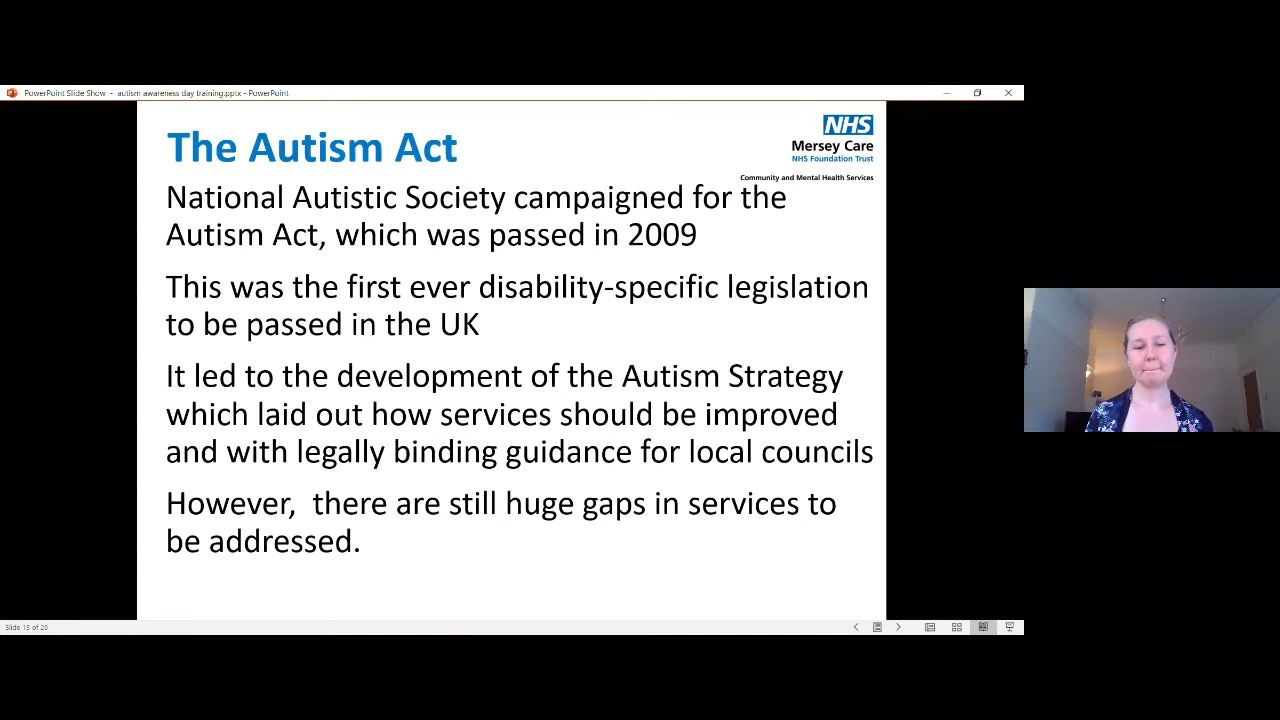 PowerPoint Slide Show - autism awareness day training.pptx - PowerPoint
The Autism Act
NHS
Mersey Care
NHS Foundation Trust
Community and Mental Health Services
National Autistic Society campaigned for the
Autism Act, which was passed in 2009
This was the first ever disability-specific legislation
to be passed in the UK
It led to the development of the Autism Strategy
which laid out how services should be improved
and with legally binding guidance for local councils
However,  there are still huge gaps in services to
be addressed.
Slide 13 of 26